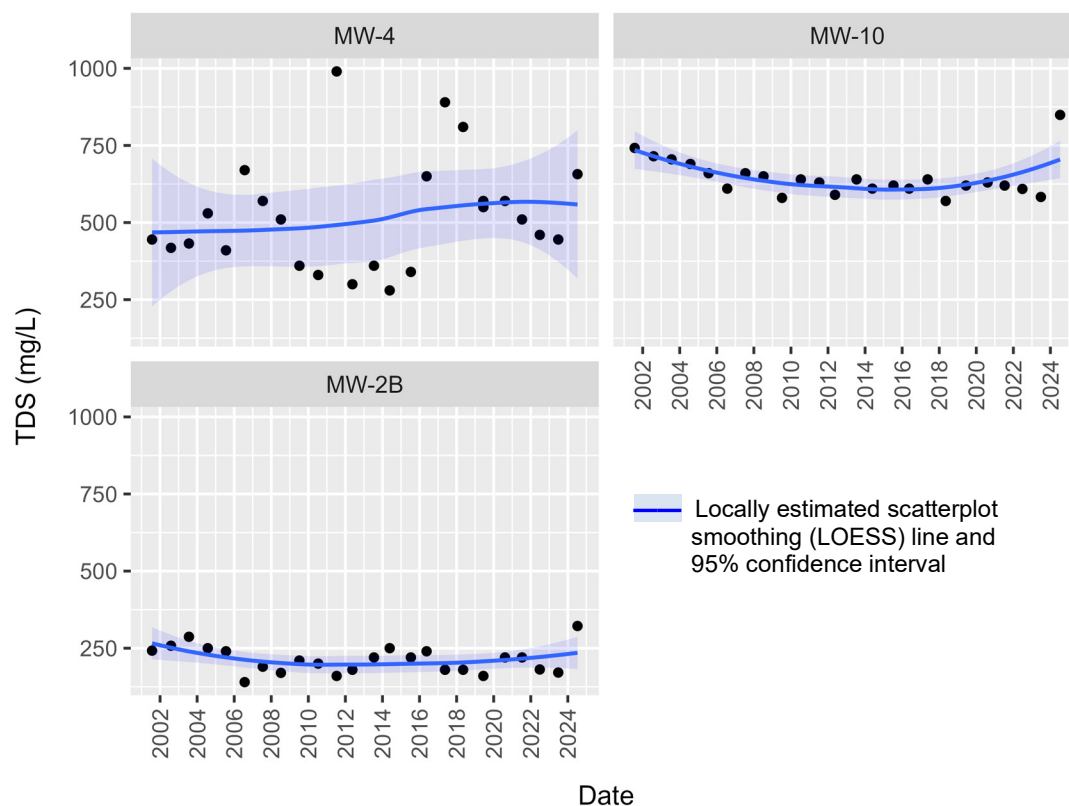 MW-4
MW-10
1000
750
500
250
2002 2004 2006 2008 2010 2012 2014 2016 2018 2020 2022 2024
MW-2B
1000
750
500
250
2002 2004 2006 2008 2010 2012 2014 2016 2018 2020 2022 2024
TDS (mg/L)
Date
Locally estimated scatterplot
smoothing (LOESS) line and
95% confidence interval